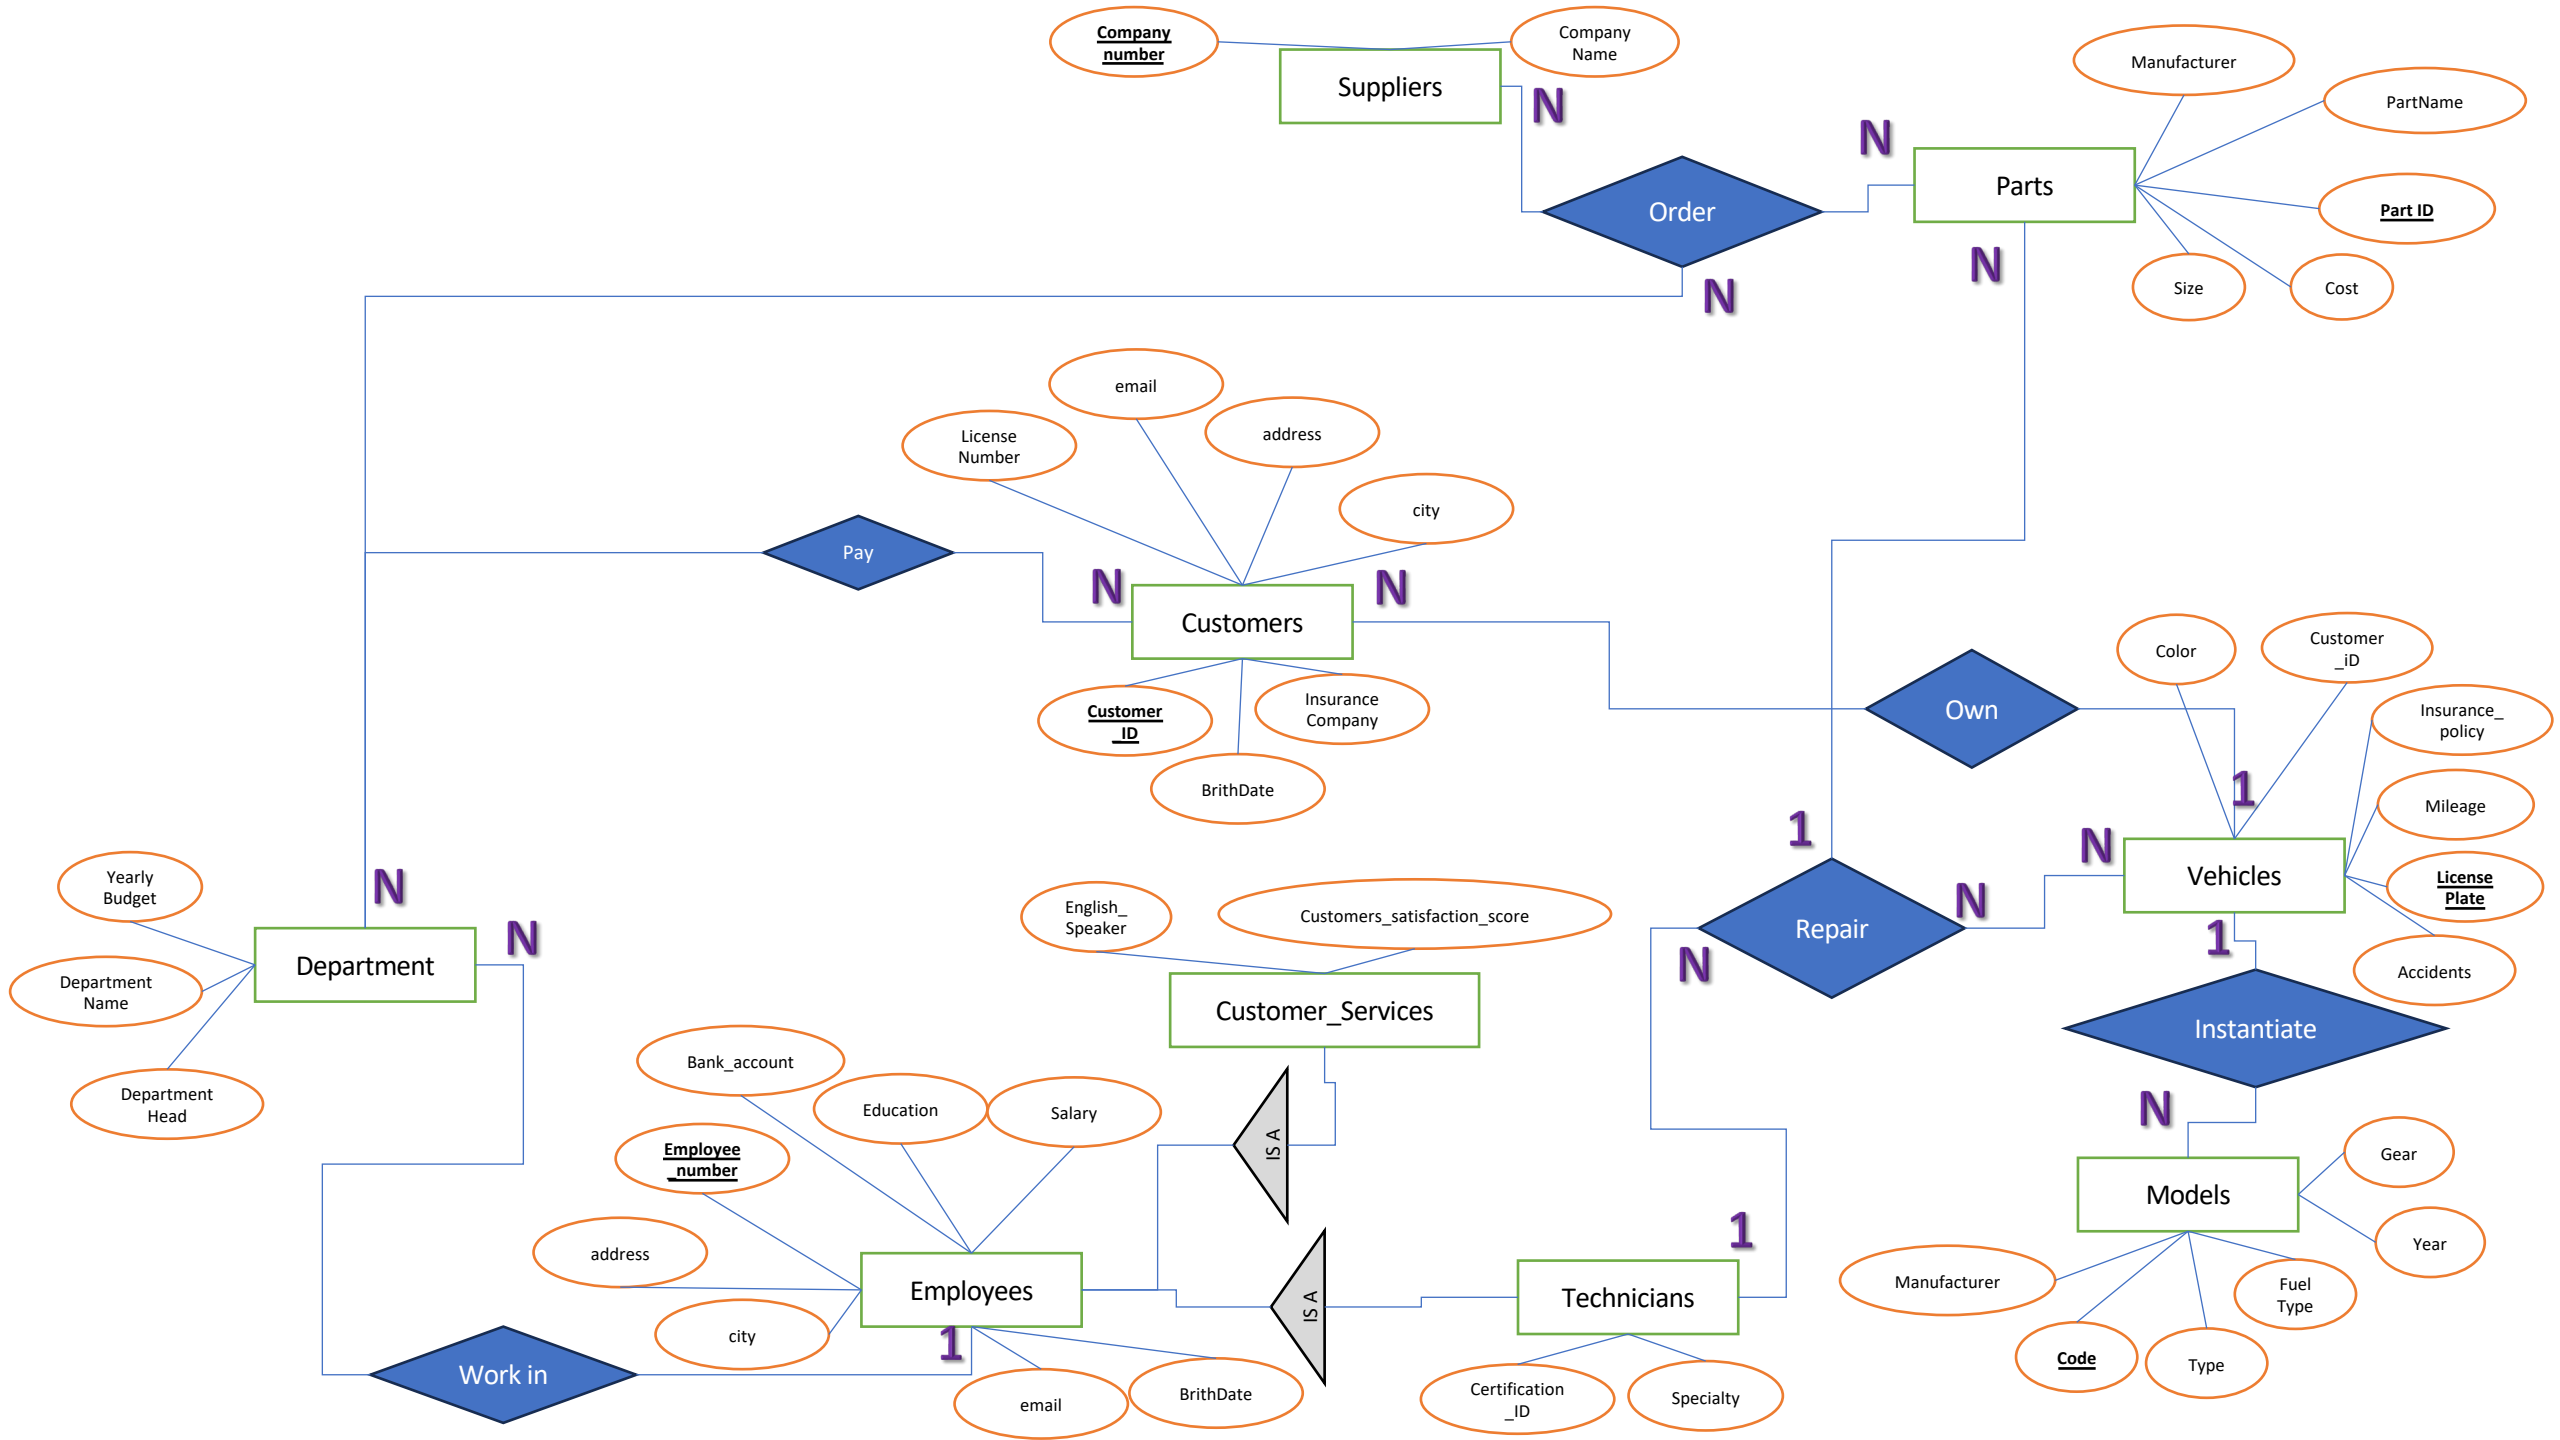 Company
number
Company
Name
Suppliers
N
Manufacturer
PartName
N
Parts
Part ID
Order
N
N
Size
Cost
email
License
Number
address
city
Pay
N
N
Customers
Customer
_ID
Insurance
Company
BrithDate
Color
Customer
_iD
Own
Insurance_
policy
1
Mileage
1
N
Vehicles
License
Plate
N
Repair
N
1
Accidents
Instantiate
N
Yearly
Budget
N
N
Department
Department
Name
Department
Head
English_
Speaker
Customers_satisfaction_score
Customer_Services
Bank_account
Education
Salary
Employee
_number
IS A
address
Employees
city
1
Work in
email
BrithDate
IS A
1
Technicians
Certification
_ID
Specialty
Models
Gear
Year
Manufacturer
Fuel
Type
Code
Type